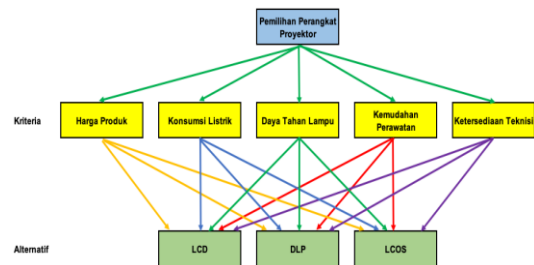 Pemilihan Perangkat
Proyektor
Kriteria
Harga Produk
Konsumsi Listrik
Daya Tahan Lampu
Kemudahan
Perawatan
Ketersediaan Teknisi
Alternatif
LCD
DLP
LCOS